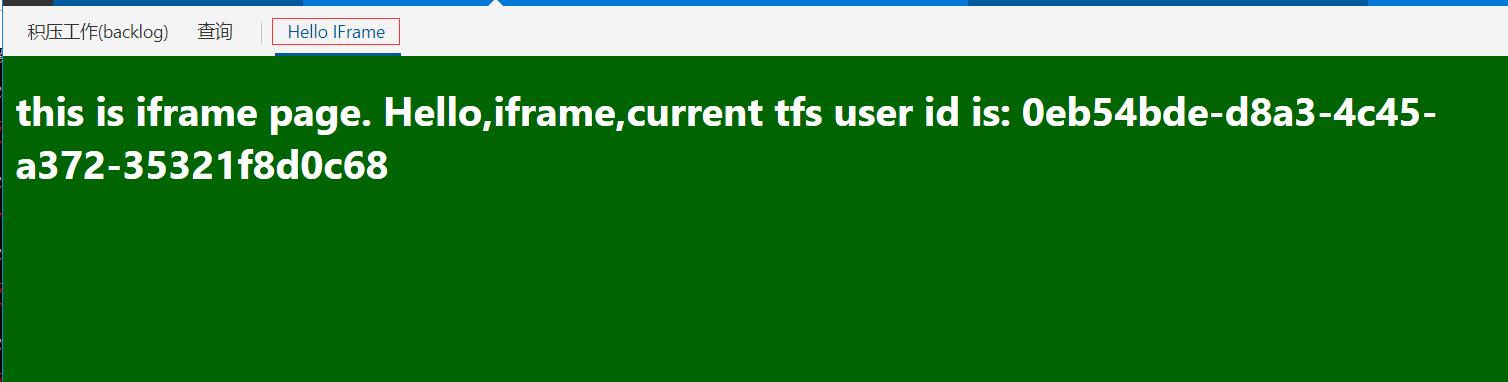 积压工作(backlog) 查询 Hello IFrame
this is iframe page. Hello,iframe,current tfs user id is: 0eb54bde-d8a3-4c45-
a372-35321f8d0c68